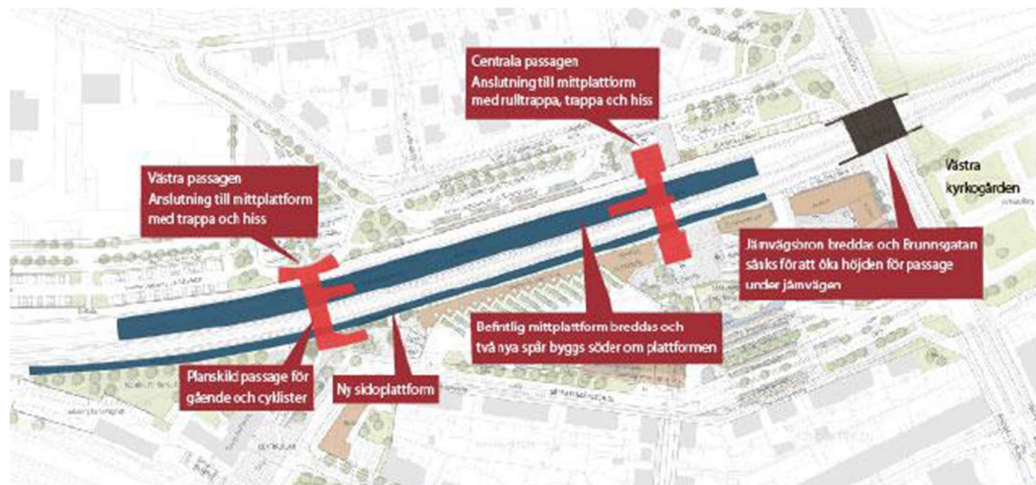 Centrala passagen
Anslutning till mittplattform
med rulltrappa, trappa och hiss
Västra passagen
Anslutning till mittplattform
med trappa och hiss
Västra
kyrkogården
Järnvägsbron breddas och Brunnsgatan
sänks för att öka höjden för passage
under järnvägen
Befintlig mittplattform breddas och
två nya spår byggs söder om plattformen
Ny sidoplattform
Planskild passage för
gående och cyklister